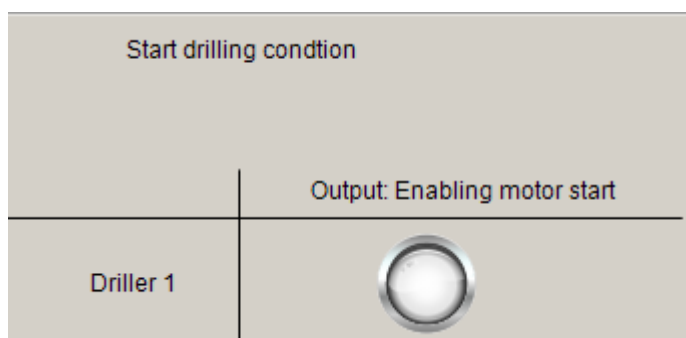 Start drilling condtion
Output: Enabling motor start
Driller 1